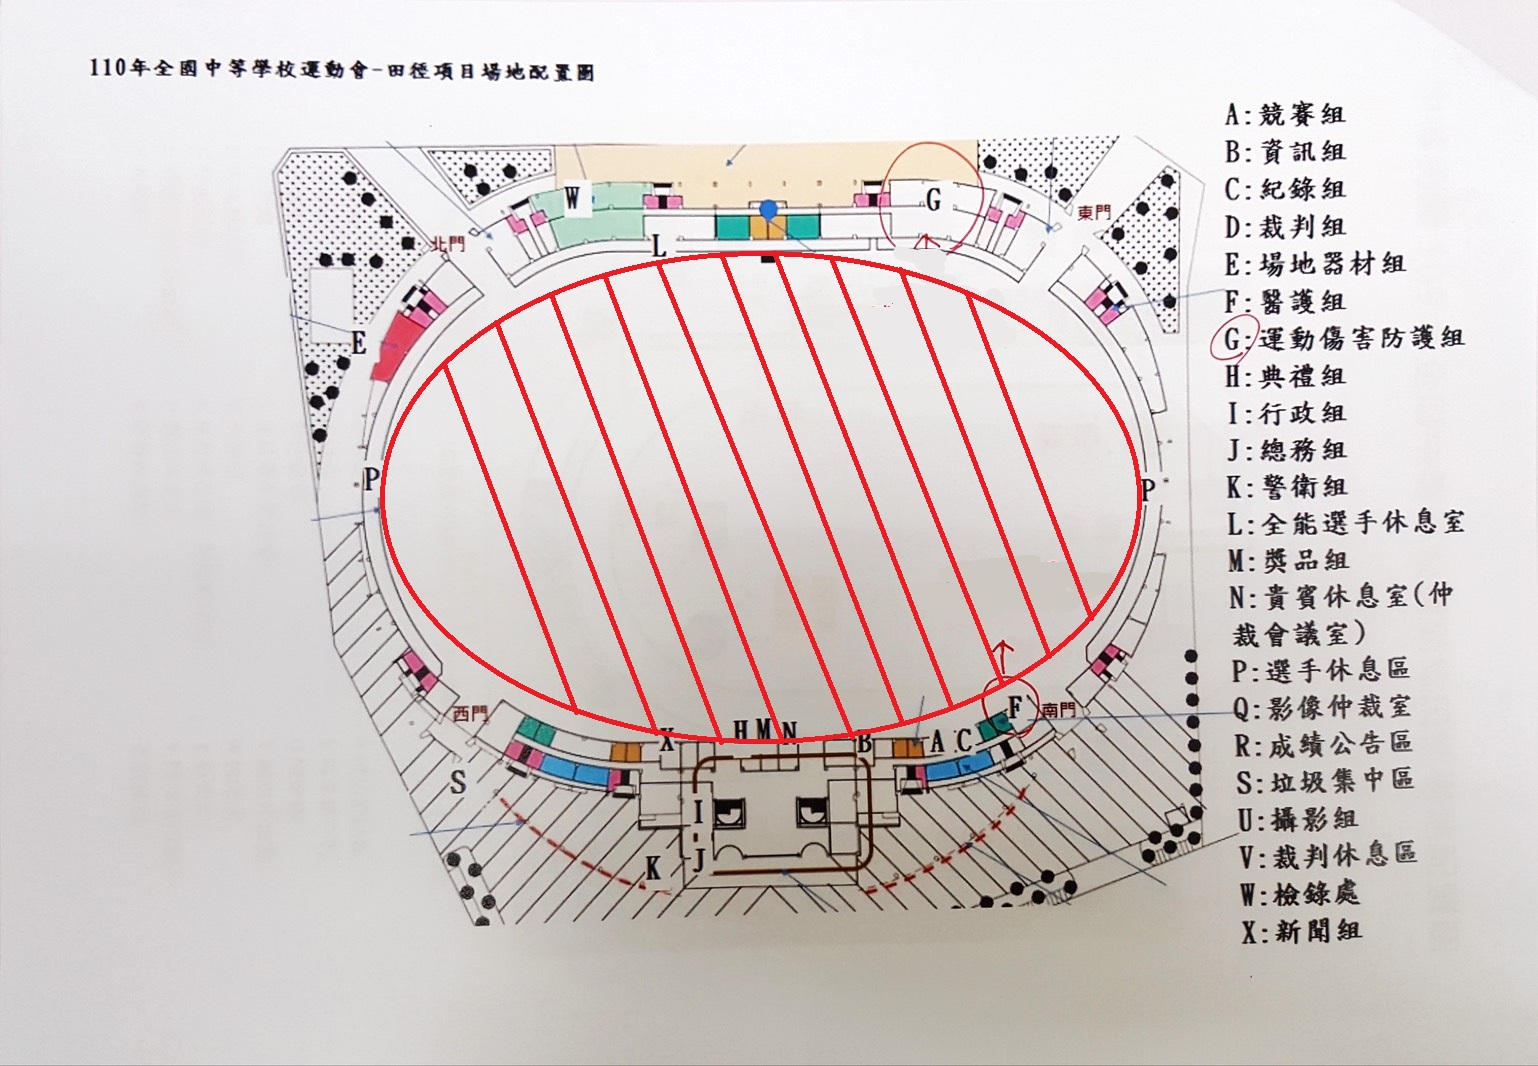 110年全國中等學校運動會-田徑項目場地配置圖
A:競賽組
B:資訊組
C:紀錄組
D:裁判組
E:場地器材組
F:醫護組
G:運動傷害防護組
H:典禮組
I:行政組
J:總務組
K:警衛組
L:全能選手休息室
M:獎品組
N:貴賓休息室(仲
裁會議室)
P:選手休息區
Q:影像仲裁室
R:成績公告區
S:垃圾集中區
U:攝影組
V:裁判休息區
W:檢錄處
X:新聞組
W
G
東門
北門
L
E
P
P
西門
F
南門
X
H M N
B
A C
S
I
K
J